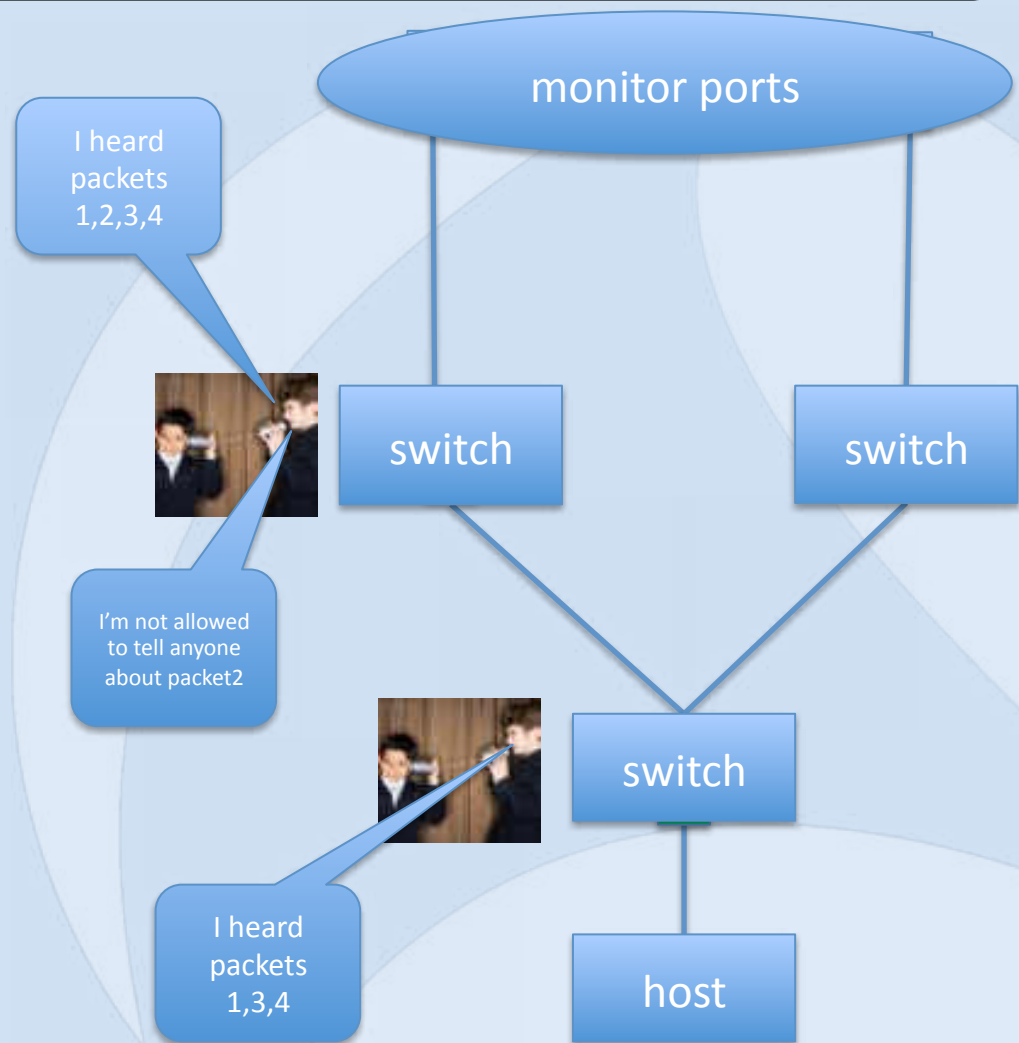 monitor ports
I heard
packets
1,2,3,4
switch
switch
I’m not allowed
to tell anyone
about packet2
switch
I heard
packets
1,3,4
host